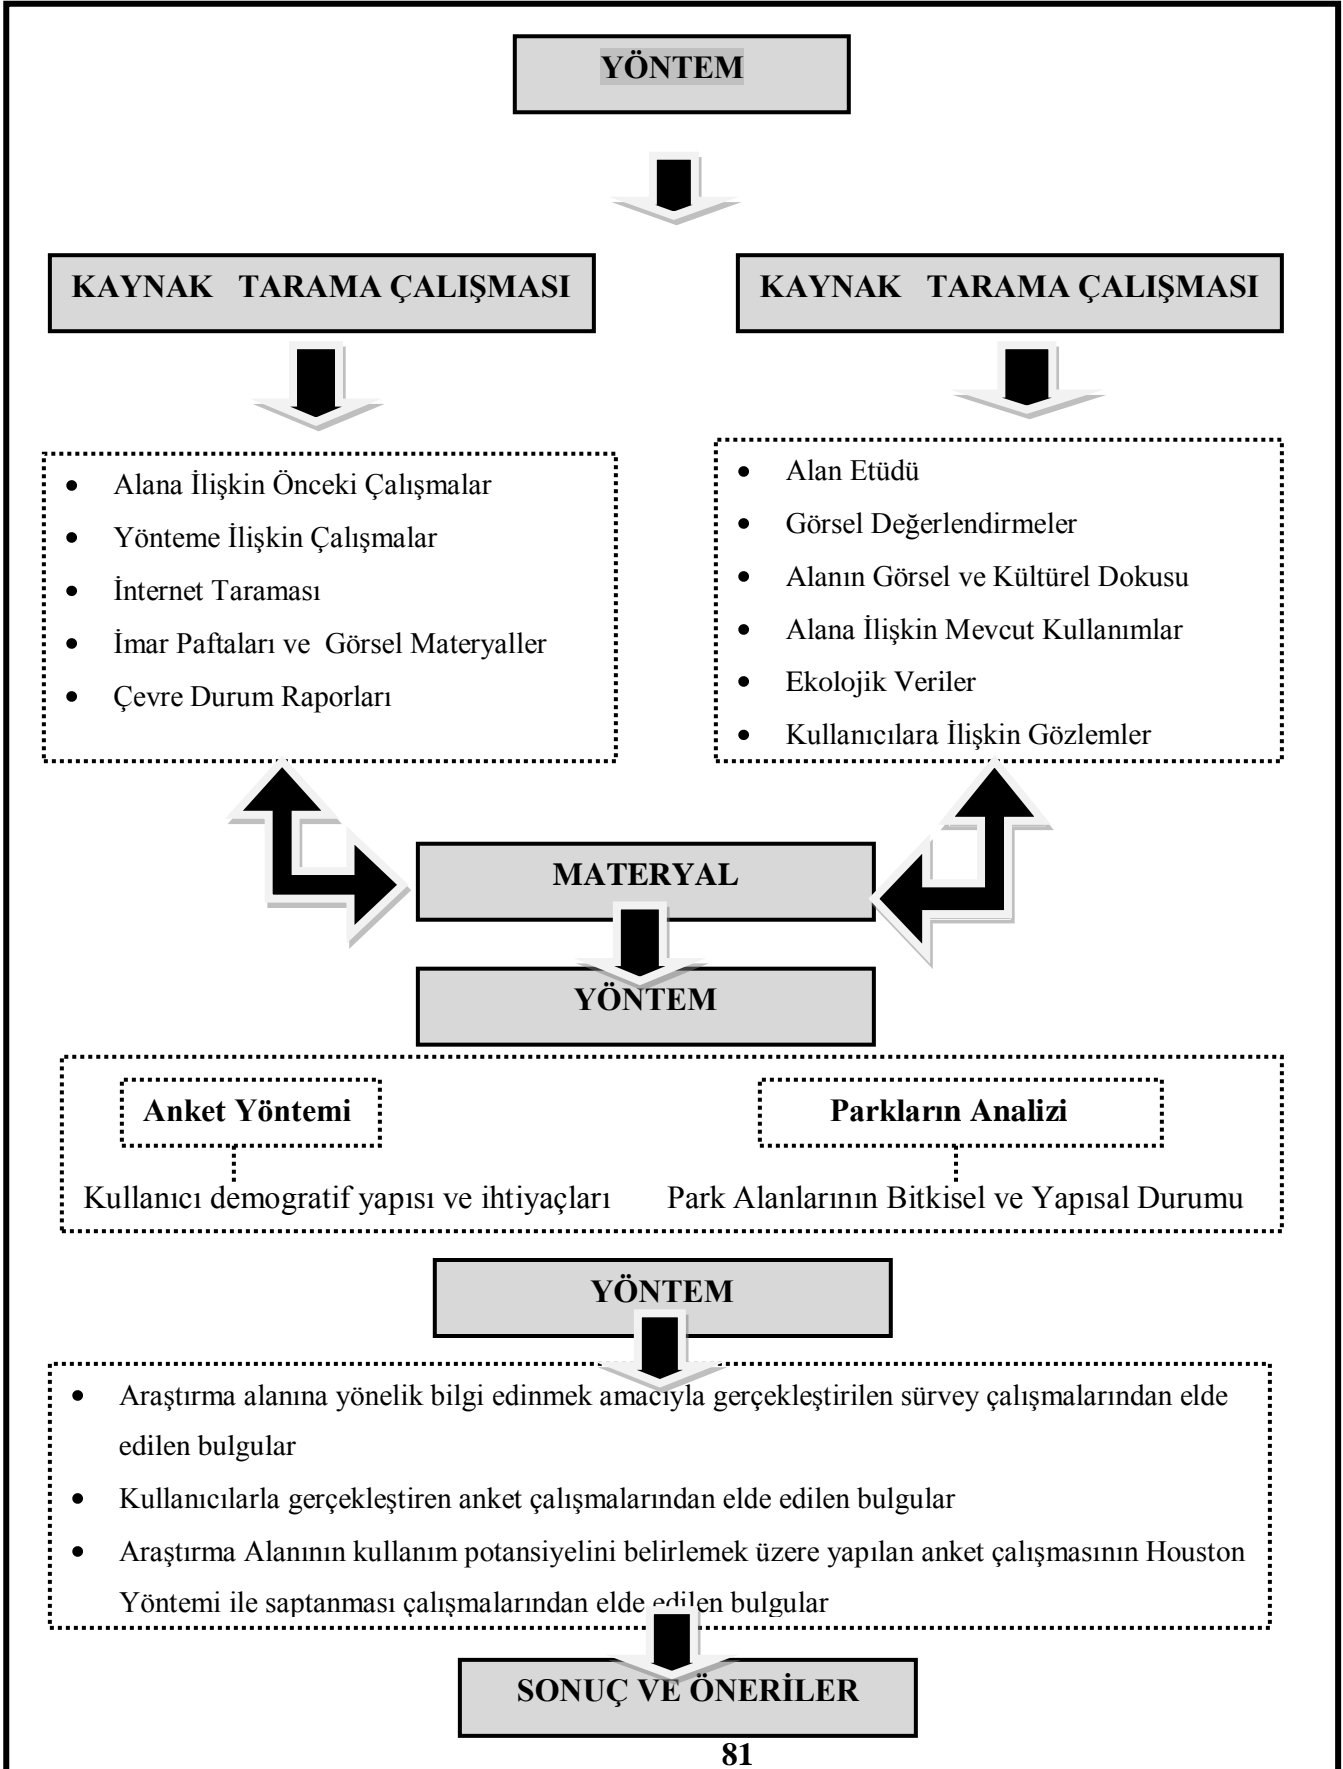 YÖNTEM
KAYNAK TARAMA ÇALIŞMASI
KAYNAK TARAMA ÇALIŞMASI
• Alana İlişkin Önceki Çalışmalar
• Yönteme İlişkin Çalışmalar
• İnternet Taraması
• İmar Paftaları ve Görsel Materyaller
• Çevre Durum Raporları
• Alan Etüdü
• Görsel Değerlendirmeler
• Alanın Görsel ve Kültürel Dokusu
• Alana İlişkin Mevcut Kullanımlar
• Ekolojik Veriler
• Kullanıcılara İlişkin Gözlemler
MATERYAL
YÖNTEM
Anket Yöntemi
Kullanıcı demogratif yapısı ve ihtiyaçları
Parkların Analizi
Park Alanlarının Bitkisel ve Yapısal Durumu
YÖNTEM
• Araştırma alanına yönelik bilgi edinmek amacıyla gerçekleştirilen sürvey çalışmalarından elde
edilen bulgular
• Kullanıcılarla gerçekleştiren anket çalışmalarından elde edilen bulgular
• Araştırma Alanının kullanım potansiyelini belirlemek üzere yapılan anket çalışmasının Houston
Yöntemi ile saptanması çalışmalarından elde edilen bulgular
SONUÇ VE ÖNERİLER
81